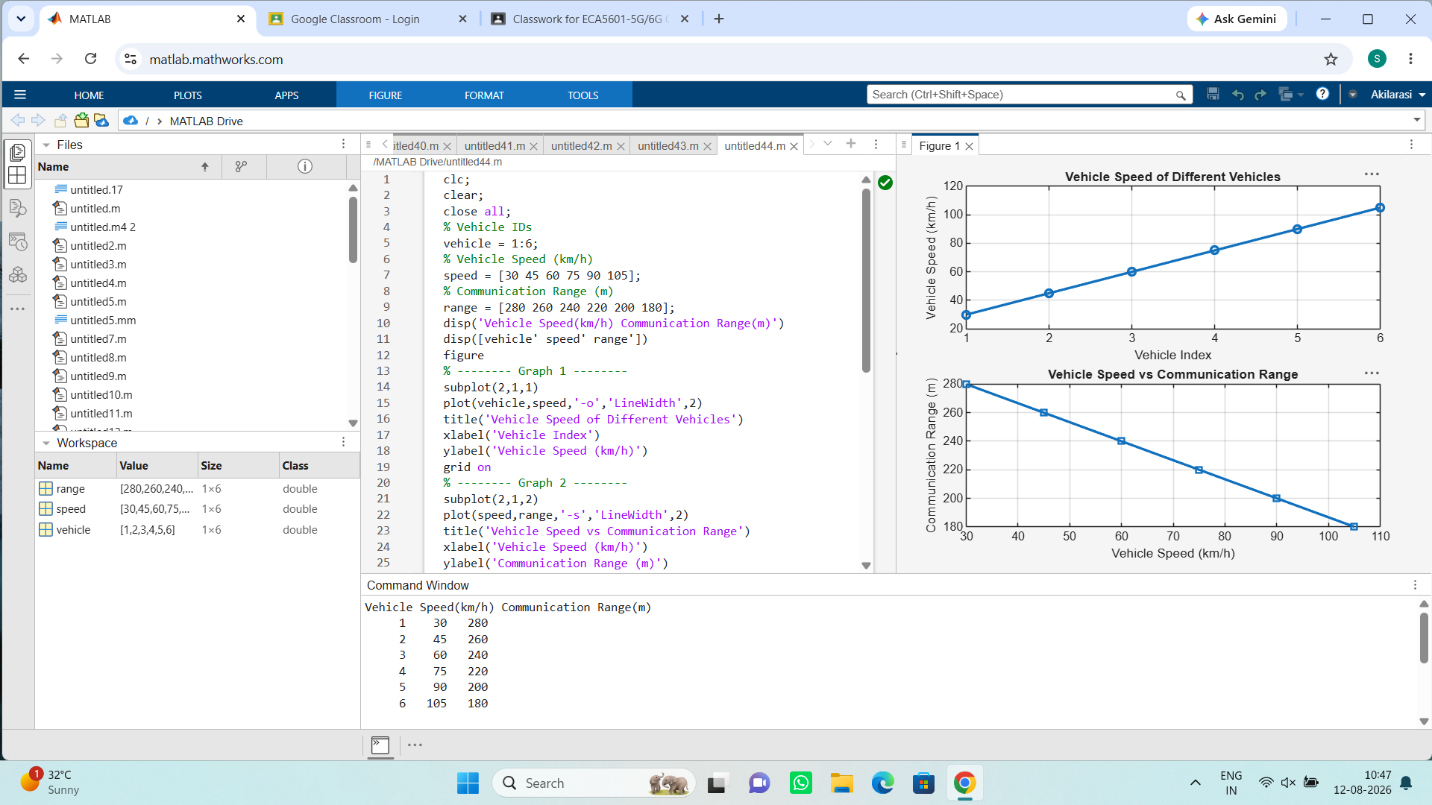 MATLAB
Google Classroom - Login
Classwork for ECA5601-5G/6G
Ask Gemini
matlab.mathworks.com
S
HOME
PLOTS
APPS
FIGURE
FORMAT
TOOLS
Search (Ctrl+Shift+Space)
Akilarasi
/ > MATLAB Drive
Files
Name
untitled.17
untitled.m
untitled.m4 2
untitled2.m
untitled3.m
untitled4.m
untitled5.m
untitled5.mm
untitled7.m
untitled8.m
untitled9.m
untitled10.m
untitled11.m
Workspace
Name Value Size Class
range [280,260,240,... 1×6 double
speed [30,45,60,75,... 1×6 double
vehicle [1,2,3,4,5,6] 1×6 double
itled40.m untitled41.m untitled42.m untitled43.m untitled44.m
/MATLAB Drive/untitled44.m
1 clc;
2 clear;
3 close all;
4 % Vehicle IDs
5 vehicle = 1:6;
6 % Vehicle Speed (km/h)
7 speed = [30 45 60 75 90 105];
8 % Communication Range (m)
9 range = [280 260 240 220 200 180];
10 disp('Vehicle Speed(km/h) Communication Range(m)')
11 disp([vehicle' speed' range'])
12 figure
13 % -------- Graph 1 --------
14 subplot(2,1,1)
15 plot(vehicle,speed,'-o','LineWidth',2)
16 title('Vehicle Speed of Different Vehicles')
17 xlabel('Vehicle Index')
18 ylabel('Vehicle Speed (km/h)')
19 grid on
20 % -------- Graph 2 --------
21 subplot(2,1,2)
22 plot(speed,range,'-s','LineWidth',2)
23 title('Vehicle Speed vs Communication Range')
24 xlabel('Vehicle Speed (km/h)')
25 ylabel('Communication Range (m)')
Figure 1
Vehicle Speed of Different Vehicles
Vehicle Speed (km/h)
120
100
80
60
40
20
1 2 3 4 5 6
Vehicle Index
Vehicle Speed vs Communication Range
Communication Range (m)
280
260
240
220
200
180
30 40 50 60 70 80 90 100 110
Vehicle Speed (km/h)
Command Window
Vehicle Speed(km/h) Communication Range(m)
1 30 280
2 45 260
3 60 240
4 75 220
5 90 200
6 105 180
1
32°C
Sunny
Search
ENG
IN
10:47
12-08-2026